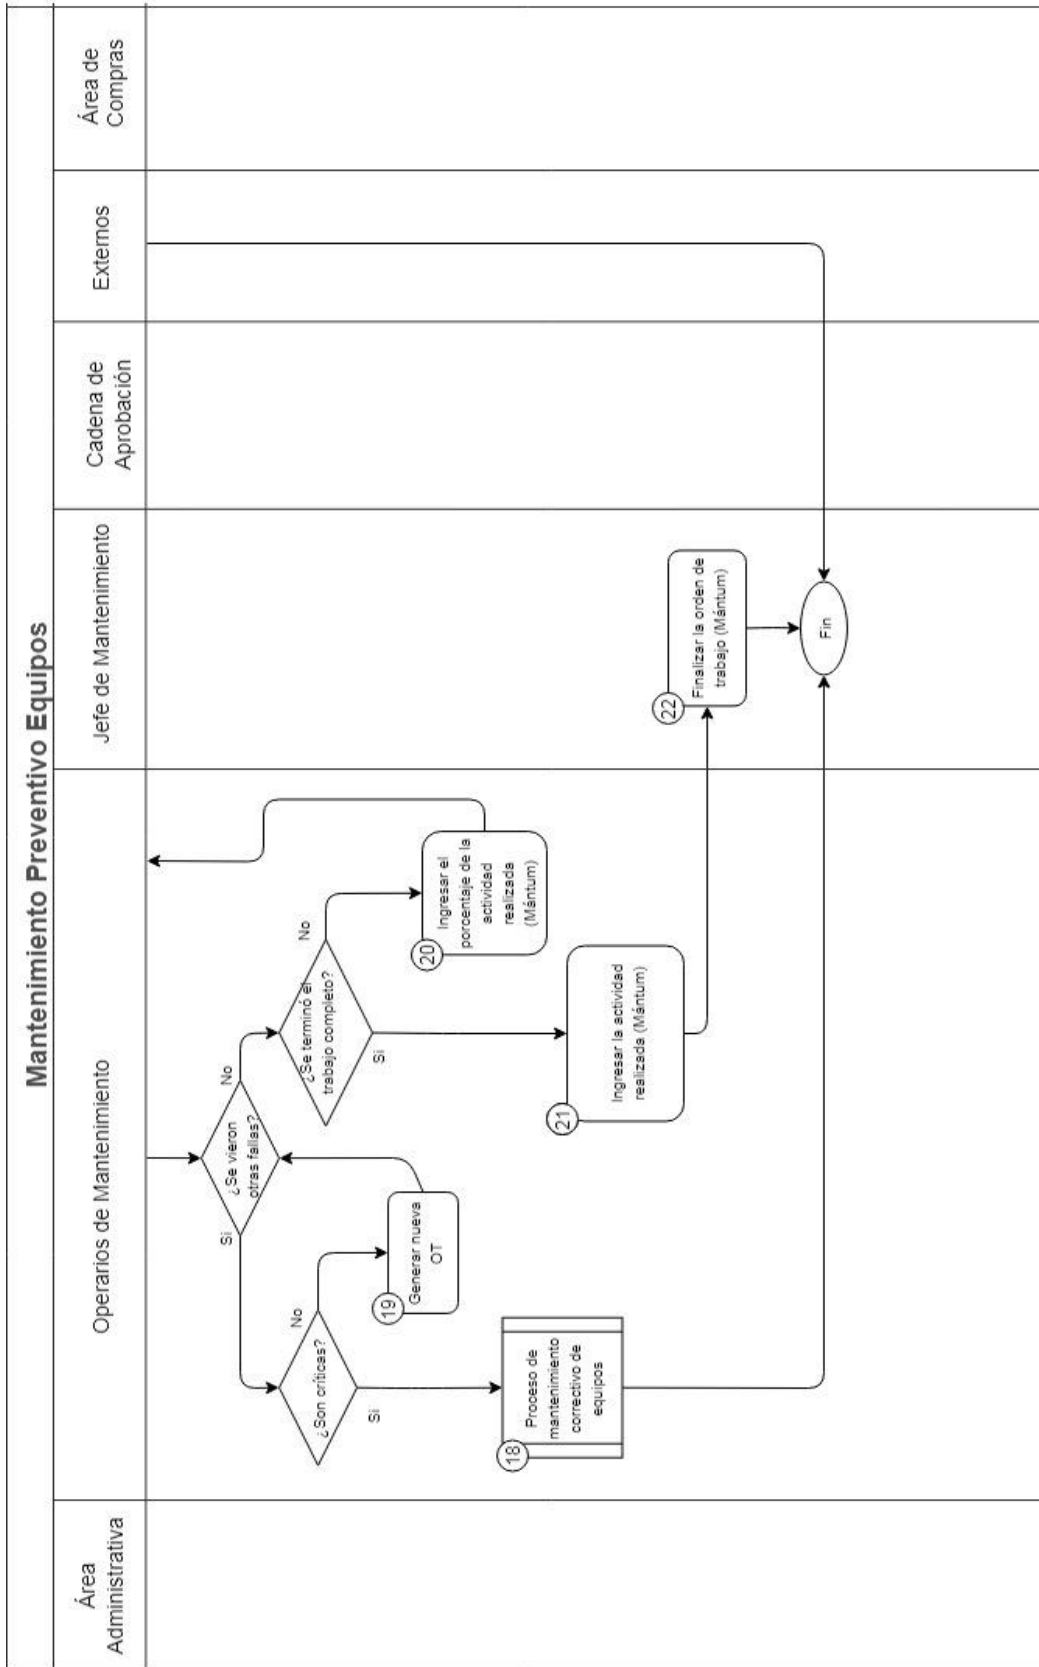 Mantenimiento Preventivo Equipos
Área
Administrativa
Operarios de Mantenimiento
Jefe de Mantenimiento
Cadena de
Aprobación
Externos
Área de
Compras
¿Se vieron
otras fallas?
Si
No
¿Son críticas?
No
Si
¿Se terminó el
trabajo completo?
No
Si
19
Generar nueva
OT
20
Ingresar el
porcentaje de la
actividad
realizada
(Mántum)
18
Proceso de
mantenimiento
correctivo de
equipos
21
Ingresar la actividad
realizada (Mántum)
22
Finalizar la orden de
trabajo (Mántum)
Fin